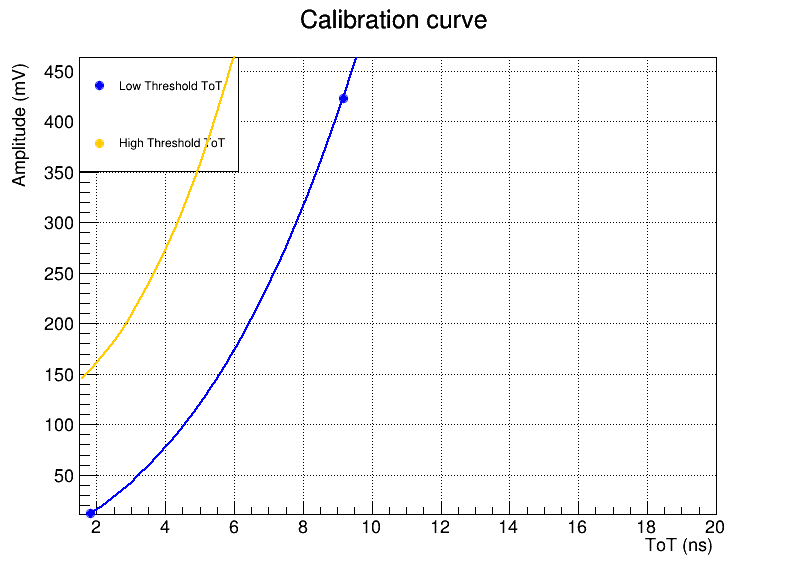 Calibration curve
Amplitude (mV)
450
400
350
300
250
200
150
100
50
Low Threshold ToT
High Threshold ToT
2 4 6 8 10 12 14 16 18 20
ToT (ns)